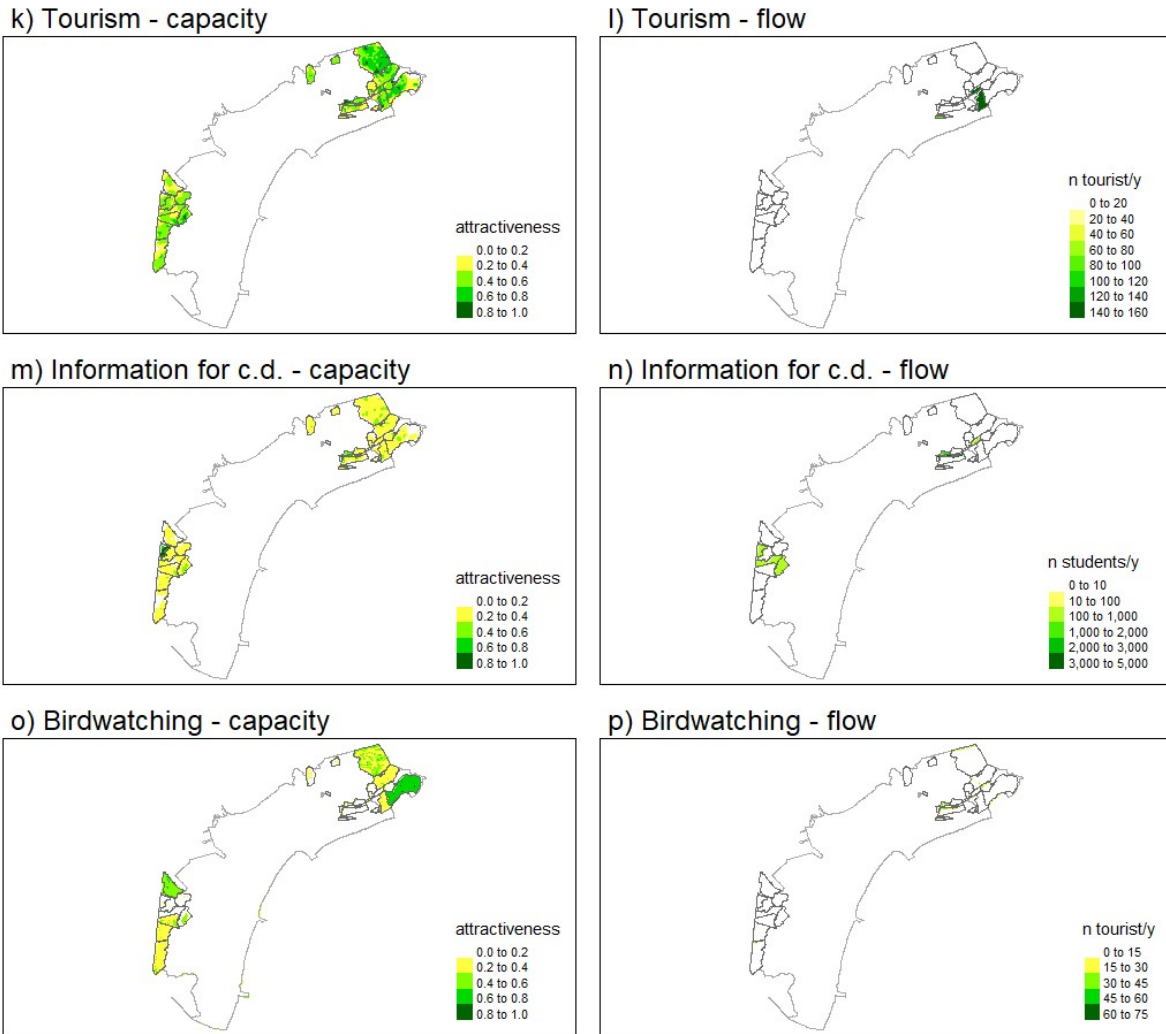 k) Tourism - capacity
attractiveness
0.0 to 0.2
0.2 to 0.4
0.4 to 0.6
0.6 to 0.8
0.8 to 1.0
l) Tourism - flow
n tourist/y
0 to 20
20 to 40
40 to 60
60 to 80
80 to 100
100 to 120
120 to 140
140 to 160
m) Information for c.d. - capacity
attractiveness
0.0 to 0.2
0.2 to 0.4
0.4 to 0.6
0.6 to 0.8
0.8 to 1.0
n) Information for c.d. - flow
n students/y
0 to 10
10 to 100
100 to 1,000
1,000 to 2,000
2,000 to 3,000
3,000 to 5,000
o) Birdwatching - capacity
attractiveness
0.0 to 0.2
0.2 to 0.4
0.4 to 0.6
0.6 to 0.8
0.8 to 1.0
p) Birdwatching - flow
n tourist/y
0 to 15
15 to 30
30 to 45
45 to 60
60 to 75